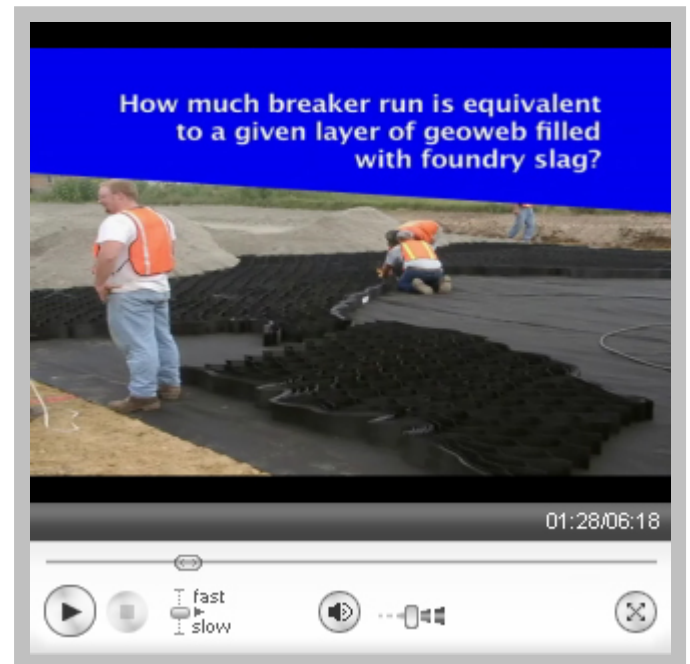 How much breaker run is equivalent
to a given layer of geoweb filled
with foundry slag?
01:28/06:18
fast
slow